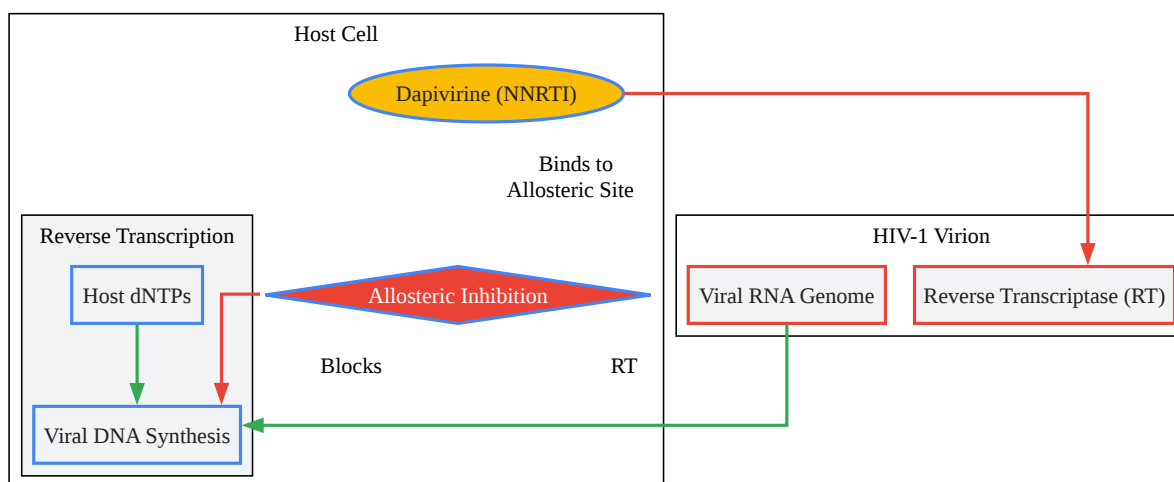 Host Cell
Dapivirine (NNRTI)
Binds to
Allosteric Site
Reverse Transcription
HIV-1 Virion
Host dNTPs
Allosteric Inhibition
Viral RNA Genome
Reverse Transcriptase (RT)
Blocks
RT
Viral DNA Synthesis